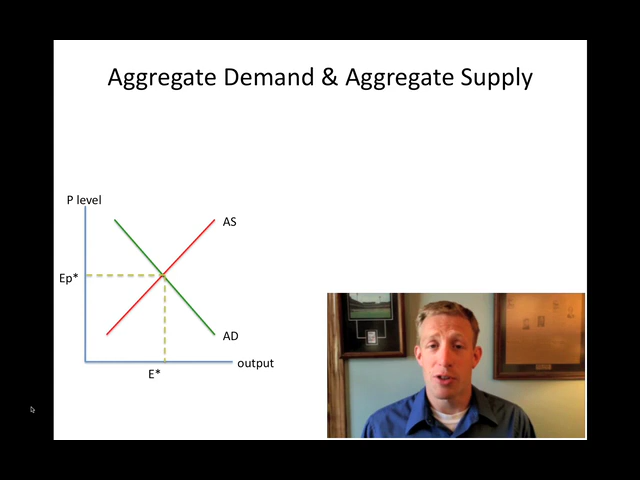 Aggregate Demand & Aggregate Supply
P level
AS
Ep*
AD
output
E*